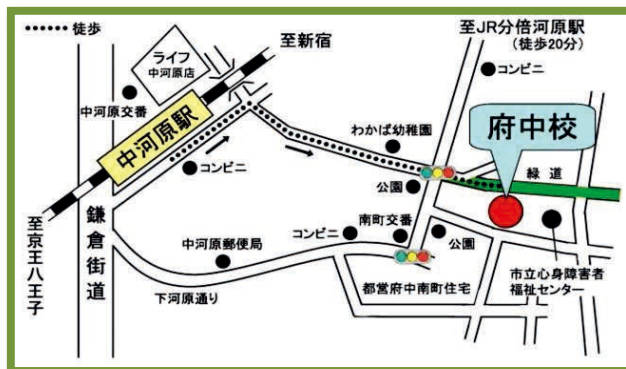 徒歩
至新宿
至JR分倍河原駅
(徒歩20分)
ライフ
中河原店
コンビニ
中河原交番
中河原駅
わかば幼稚園
府中校
コンビニ
公園
緑道
至京王八王子
鎌倉街道
中河原郵便局
コンビニ
南町交番
公園
市立心身障害者
福祉センター
下河原通り
都営府中南町住宅